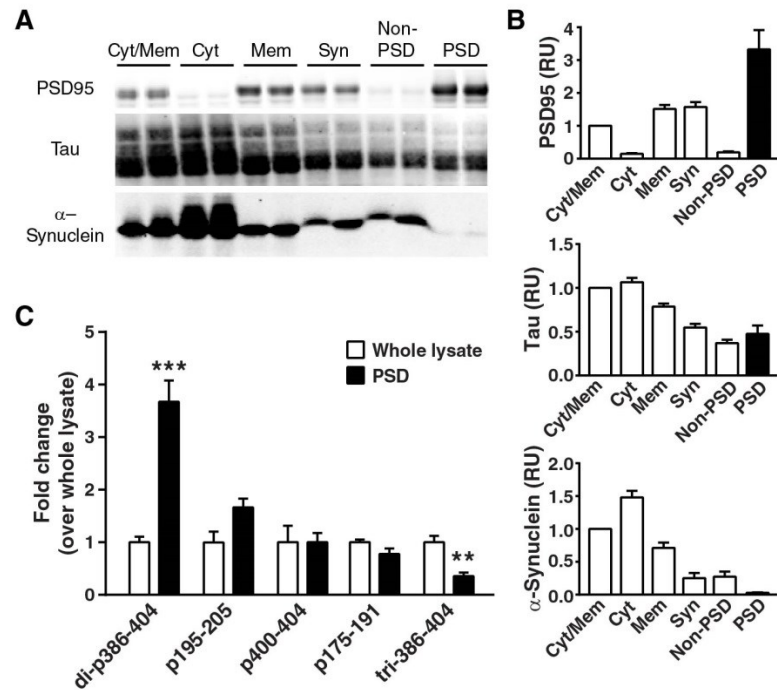 A
Cyt/Mem Cyt Mem Syn Non-PSD PSD
PSD95
Tau
α–
Synuclein
B
PSD95 (RU)
4
3
2
1
0
Cyt/Mem
Cyt
Mem
Syn
Non-PSD
PSD
Tau (RU)
1.5
1.0
0.5
0.0
Cyt/Mem
Cyt
Mem
Syn
Non-PSD
PSD
α-Synuclein (RU)
2.0
1.5
1.0
0.5
0.0
Cyt/Mem
Cyt
Mem
Syn
Non-PSD
PSD
C
Fold change
(over whole lysate)
5
4
3
2
1
0
***
**
Whole lysate
PSD
di-p386-404
p195-205
p400-404
p175-191
tri-386-404